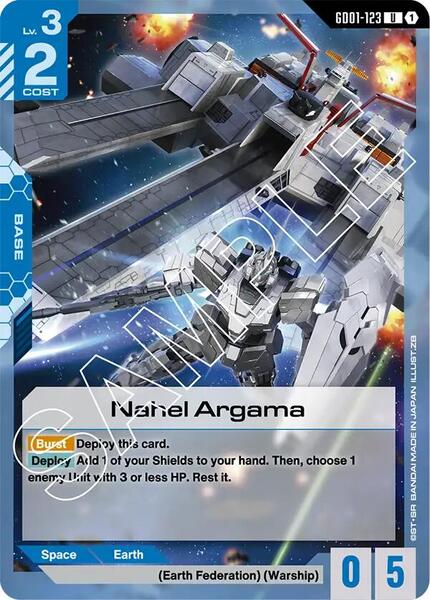 Lv. 3
2
COST
GD01-123 U 1
BASE
SAMPLE
Nahel Argama
Burst Deploy this card.
Deploy Add 1 of your Shields to your hand. Then, choose 1
enemy Unit with 3 or less HP. Rest it.
©ST·SR BANDAI MADE IN JAPAN ILLUST.ZB
Space Earth
(Earth Federation) (Warship)
0 5